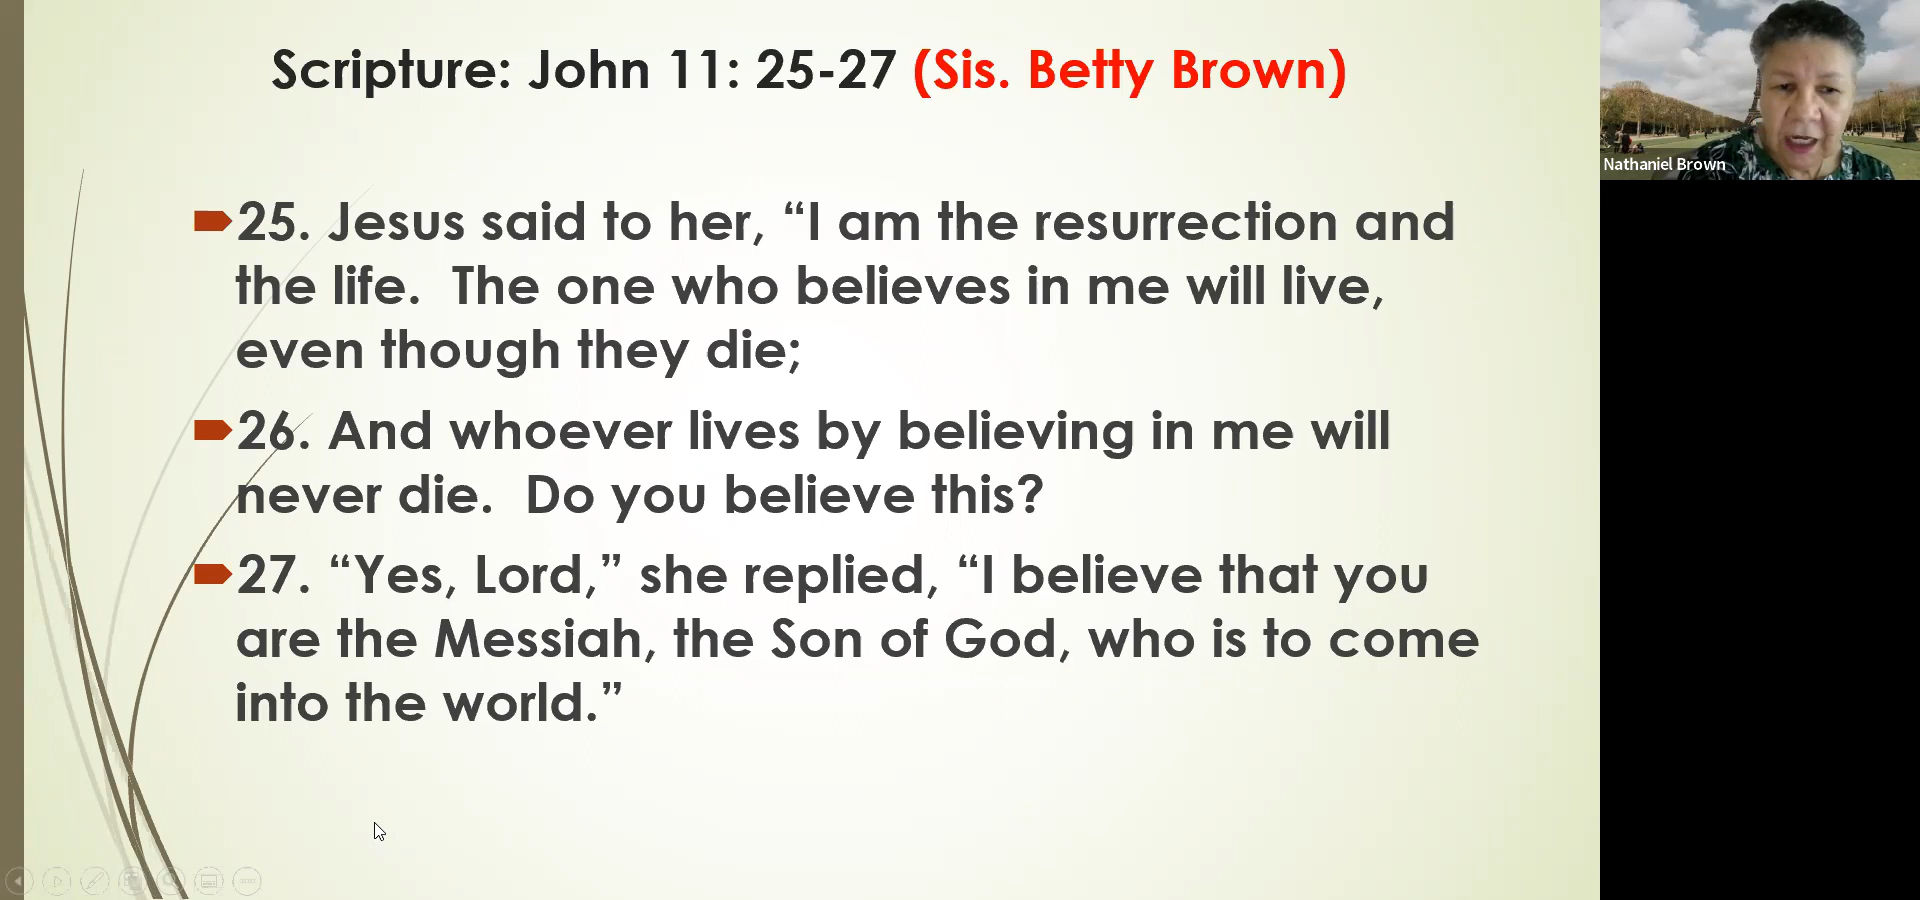 Scripture: John 11: 25-27 (Sis. Betty Brown)
25. Jesus said to her, “I am the resurrection and
the life.  The one who believes in me will live,
even though they die;
26. And whoever lives by believing in me will
never die.  Do you believe this?
27. “Yes, Lord,” she replied, “I believe that you
are the Messiah, the Son of God, who is to come
into the world.”
Nathaniel Brown